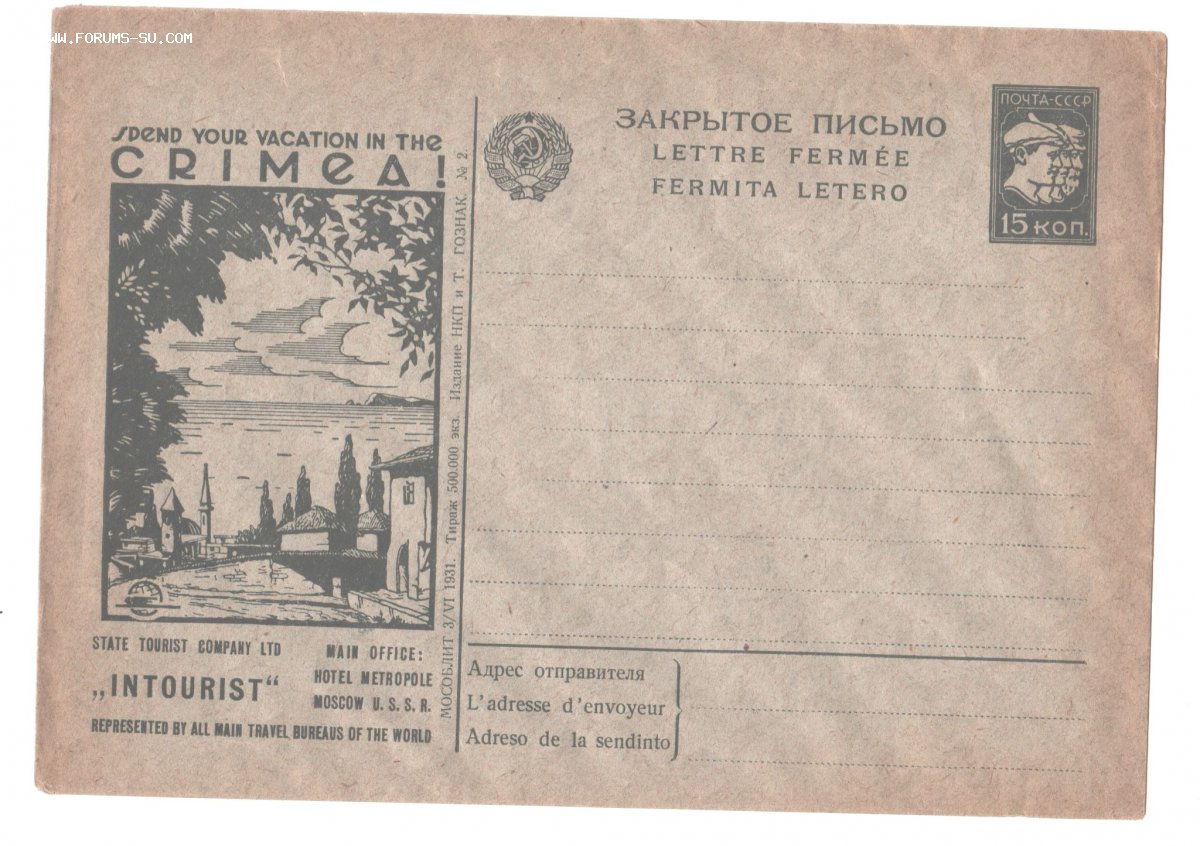 WWW.FORUMS-SU.COM
SPEND YOUR VACATION IN THE
CRIMEA!
STATE TOURIST COMPANY LTD
„INTOURIST“
MAIN OFFICE:
HOTEL METROPOLE
MOSCOW U. S. S. R.
REPRESENTED BY ALL MAIN TRAVEL BUREAUS OF THE WORLD
МОСОБЛИТ 3/VI 1931. Тираж 500.000 экз. Издание НКП и Т. ГОЗНАК. № 2
ЗАКРЫТОЕ ПИСЬМО
LETTRE FERMÉE
FERMITA LETERO
ПОЧТА-СССР
15 КОП.
Адрес отправителя
L'adresse d'envoyeur
Adreso de la sendinto